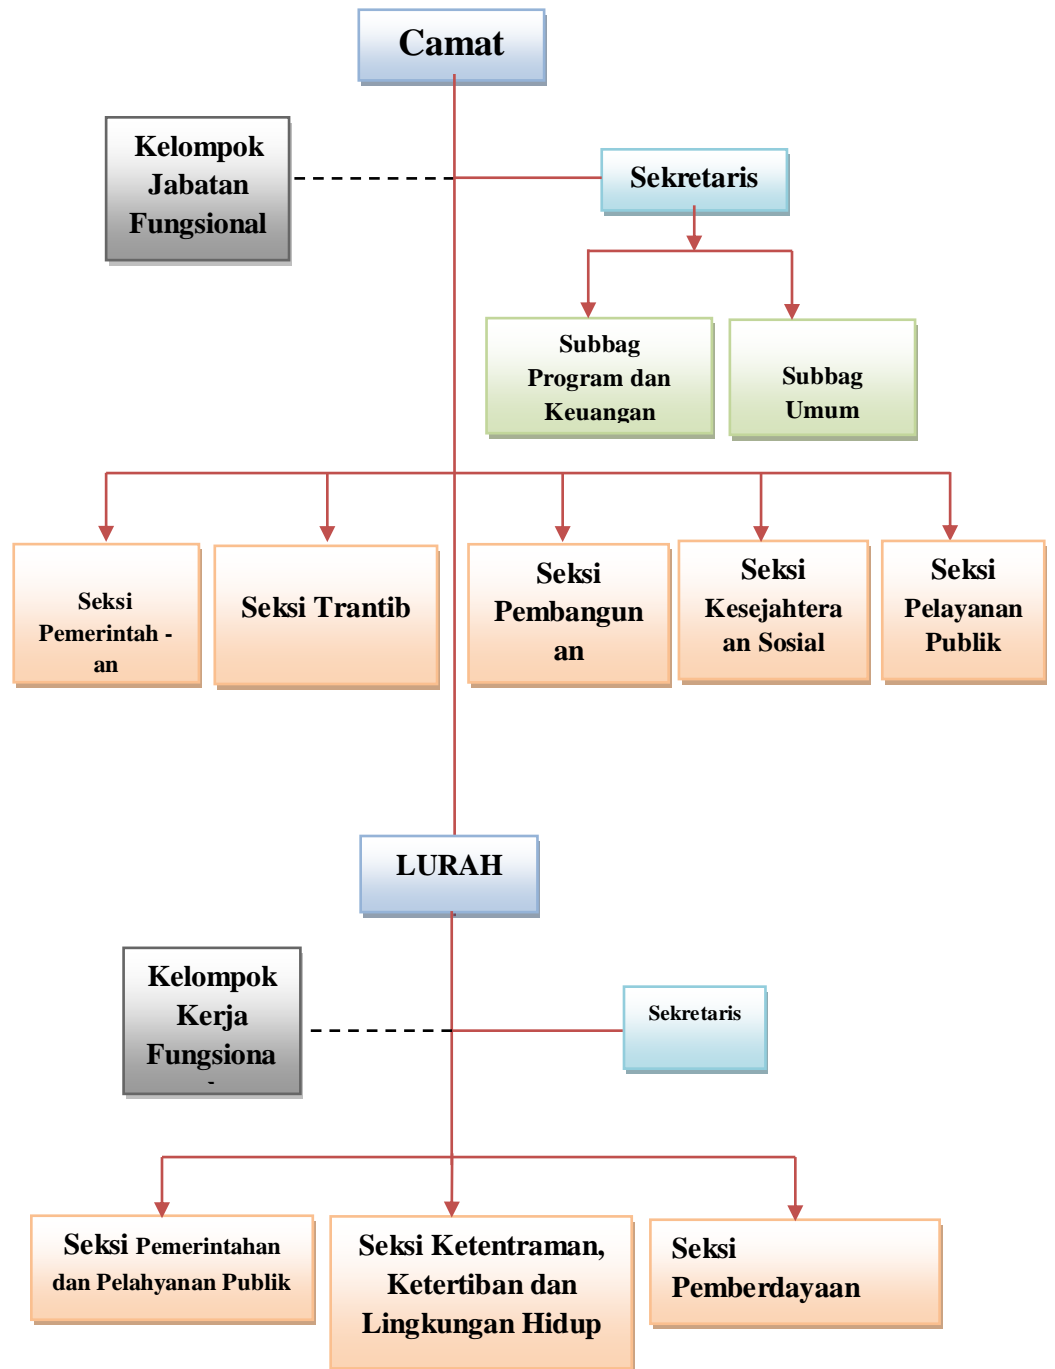 Camat
Kelompok
Jabatan
Fungsional
Sekretaris
Subbag
Program dan
Keuangan
Subbag
Umum
Seksi
Pemerintah -
an
Seksi Trantib
Seksi
Pembangun
an
Seksi
Kesejahtera
an Sosial
Seksi
Pelayanan
Publik
LURAH
Kelompok
Kerja
Fungsiona
Sekretaris
Seksi Pemerintahan
dan Pelahyanan Publik
Seksi Ketentraman,
Ketertiban dan
Lingkungan Hidup
Seksi
Pemberdayaan